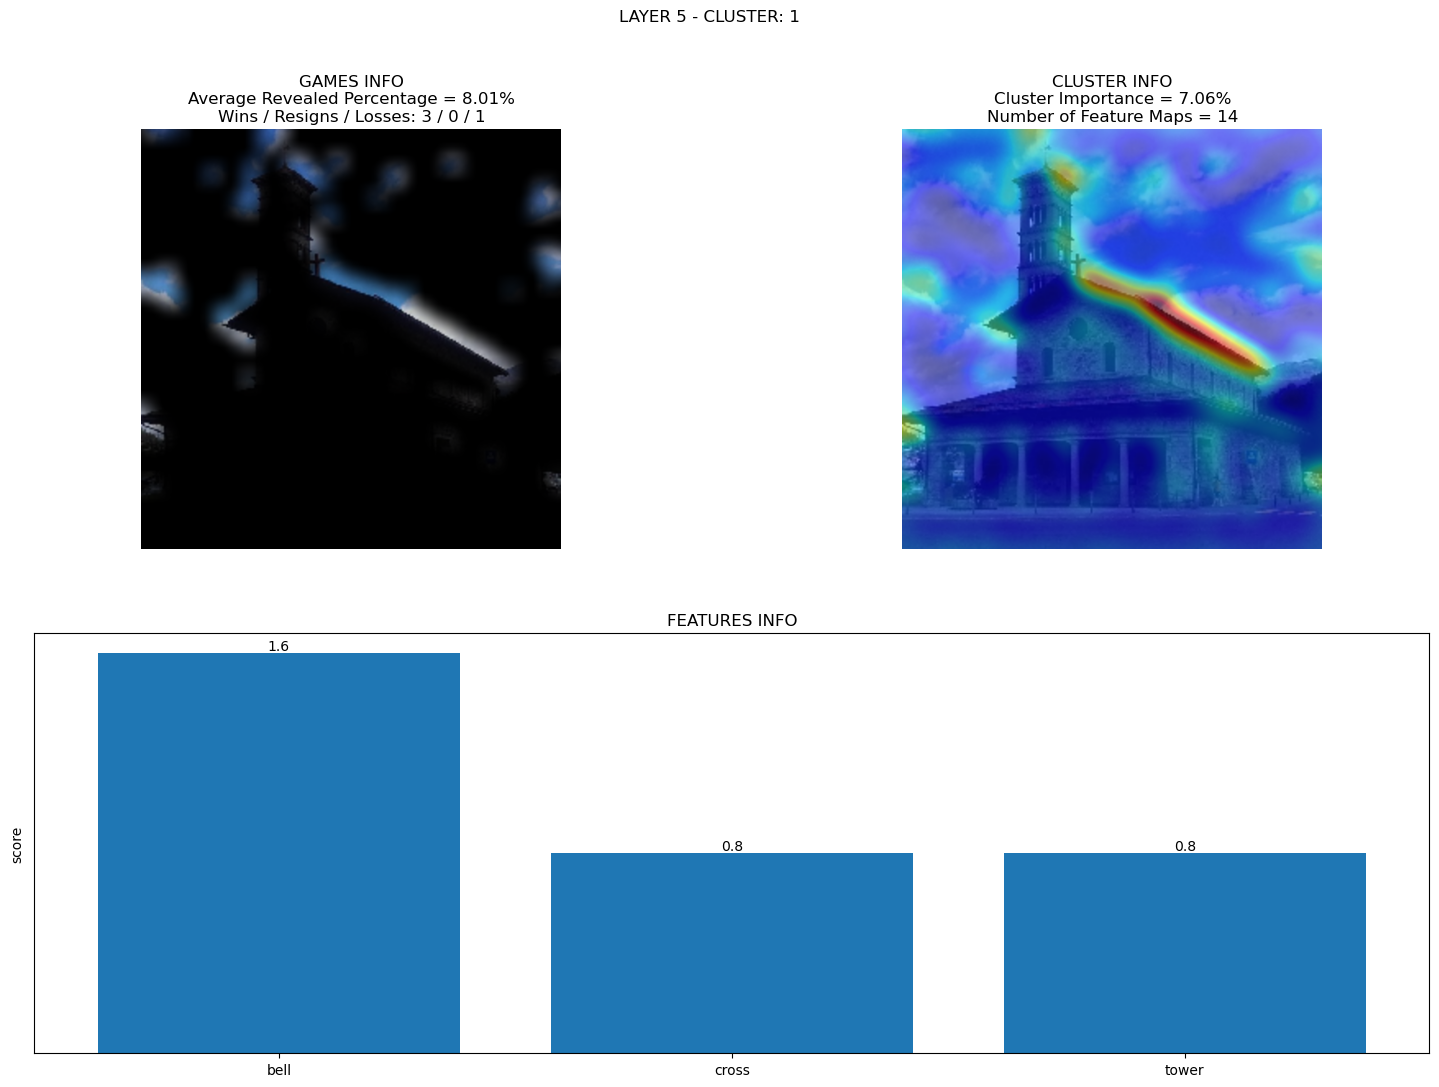 LAYER 5 - CLUSTER: 1
GAMES INFO
Average Revealed Percentage = 8.01%
Wins / Resigns / Losses: 3 / 0 / 1
CLUSTER INFO
Cluster Importance = 7.06%
Number of Feature Maps = 14
FEATURES INFO
score
1.6
0.8
0.8
bell
cross
tower